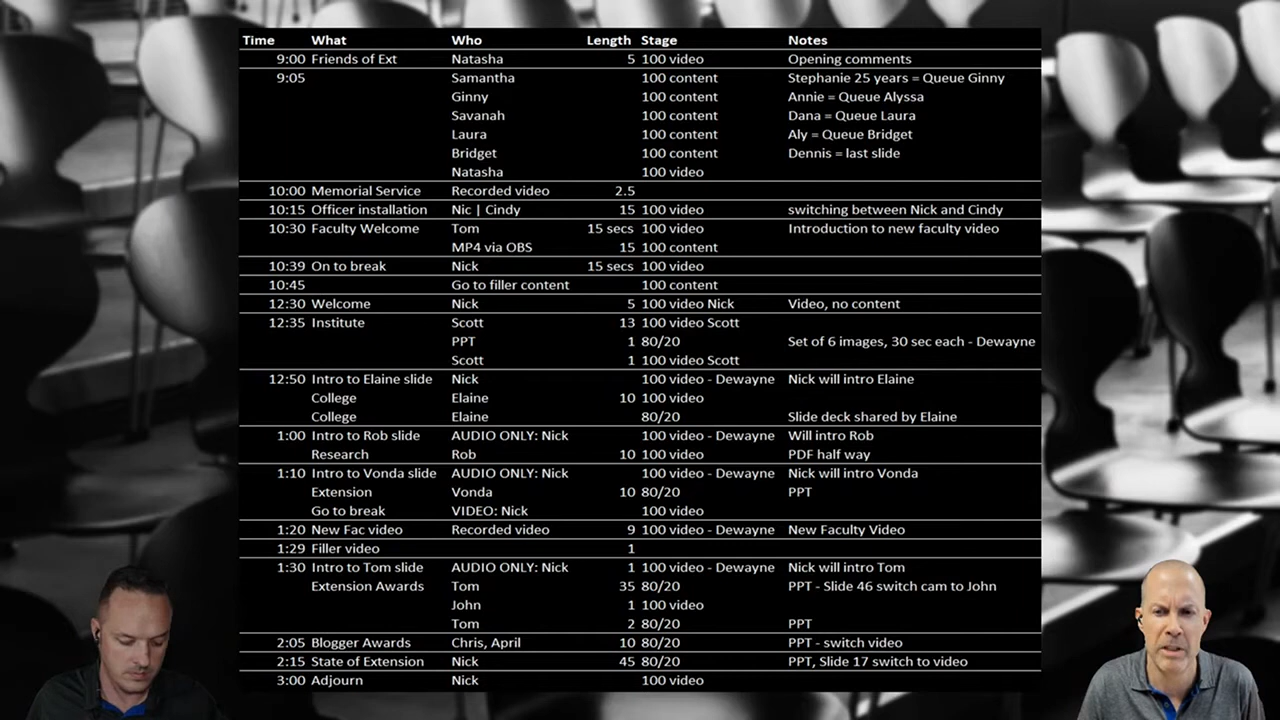 Time What Who Length Stage Notes
9:00 Friends of Ext Natasha 5 100 video Opening comments
9:05 Samantha 100 content Stephanie 25 years = Queue Ginny
Ginny 100 content Annie = Queue Alyssa
Savanah 100 content Dana = Queue Laura
Laura 100 content Aly = Queue Bridget
Bridget 100 content Dennis = last slide
Natasha 100 video
10:00 Memorial Service Recorded video 2.5
10:15 Officer installation Nic | Cindy 15 100 video switching between Nick and Cindy
10:30 Faculty Welcome Tom 15 secs 100 video Introduction to new faculty video
MP4 via OBS 15 100 content
10:39 On to break Nick 15 secs 100 video
10:45 Go to filler content 100 content
12:30 Welcome Nick 5 100 video Nick Video, no content
12:35 Institute Scott 13 100 video Scott
PPT 1 80/20 Set of 6 images, 30 sec each - Dewayne
Scott 1 100 video Scott
12:50 Intro to Elaine slide Nick 100 video - Dewayne Nick will intro Elaine
College Elaine 10 100 video
College Elaine 80/20 Slide deck shared by Elaine
1:00 Intro to Rob slide AUDIO ONLY: Nick 100 video - Dewayne Will intro Rob
Research Rob 10 100 video PDF half way
1:10 Intro to Vonda slide AUDIO ONLY: Nick 100 video - Dewayne Nick will intro Vonda
Extension Vonda 10 80/20 PPT
Go to break VIDEO: Nick 100 video
1:20 New Fac video Recorded video 9 100 video - Dewayne New Faculty Video
1:29 Filler video 1
1:30 Intro to Tom slide AUDIO ONLY: Nick 1 100 video - Dewayne Nick will intro Tom
Extension Awards Tom 35 80/20 PPT - Slide 46 switch cam to John
John 1 100 video
Tom 2 80/20 PPT
2:05 Blogger Awards Chris, April 10 80/20 PPT - switch video
2:15 State of Extension Nick 45 80/20 PPT, Slide 17 switch to video
3:00 Adjourn Nick 100 video